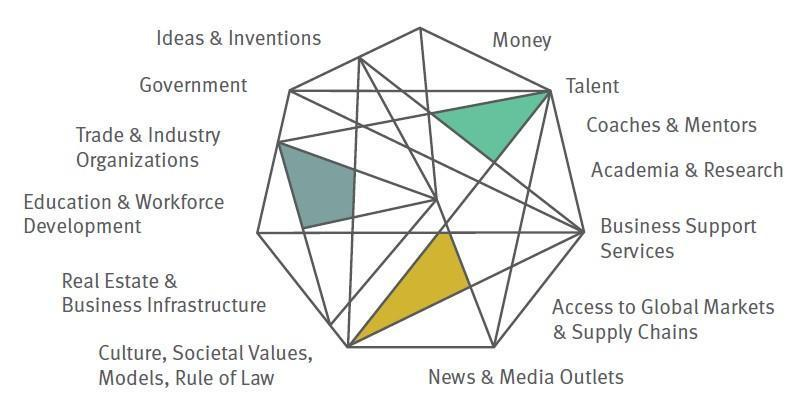 Ideas & Inventions
Money
Government
Talent
Trade & Industry
Organizations
Coaches & Mentors
Academia & Research
Education & Workforce
Development
Business Support
Services
Real Estate &
Business Infrastructure
Access to Global Markets
& Supply Chains
Culture, Societal Values,
Models, Rule of Law
News & Media Outlets